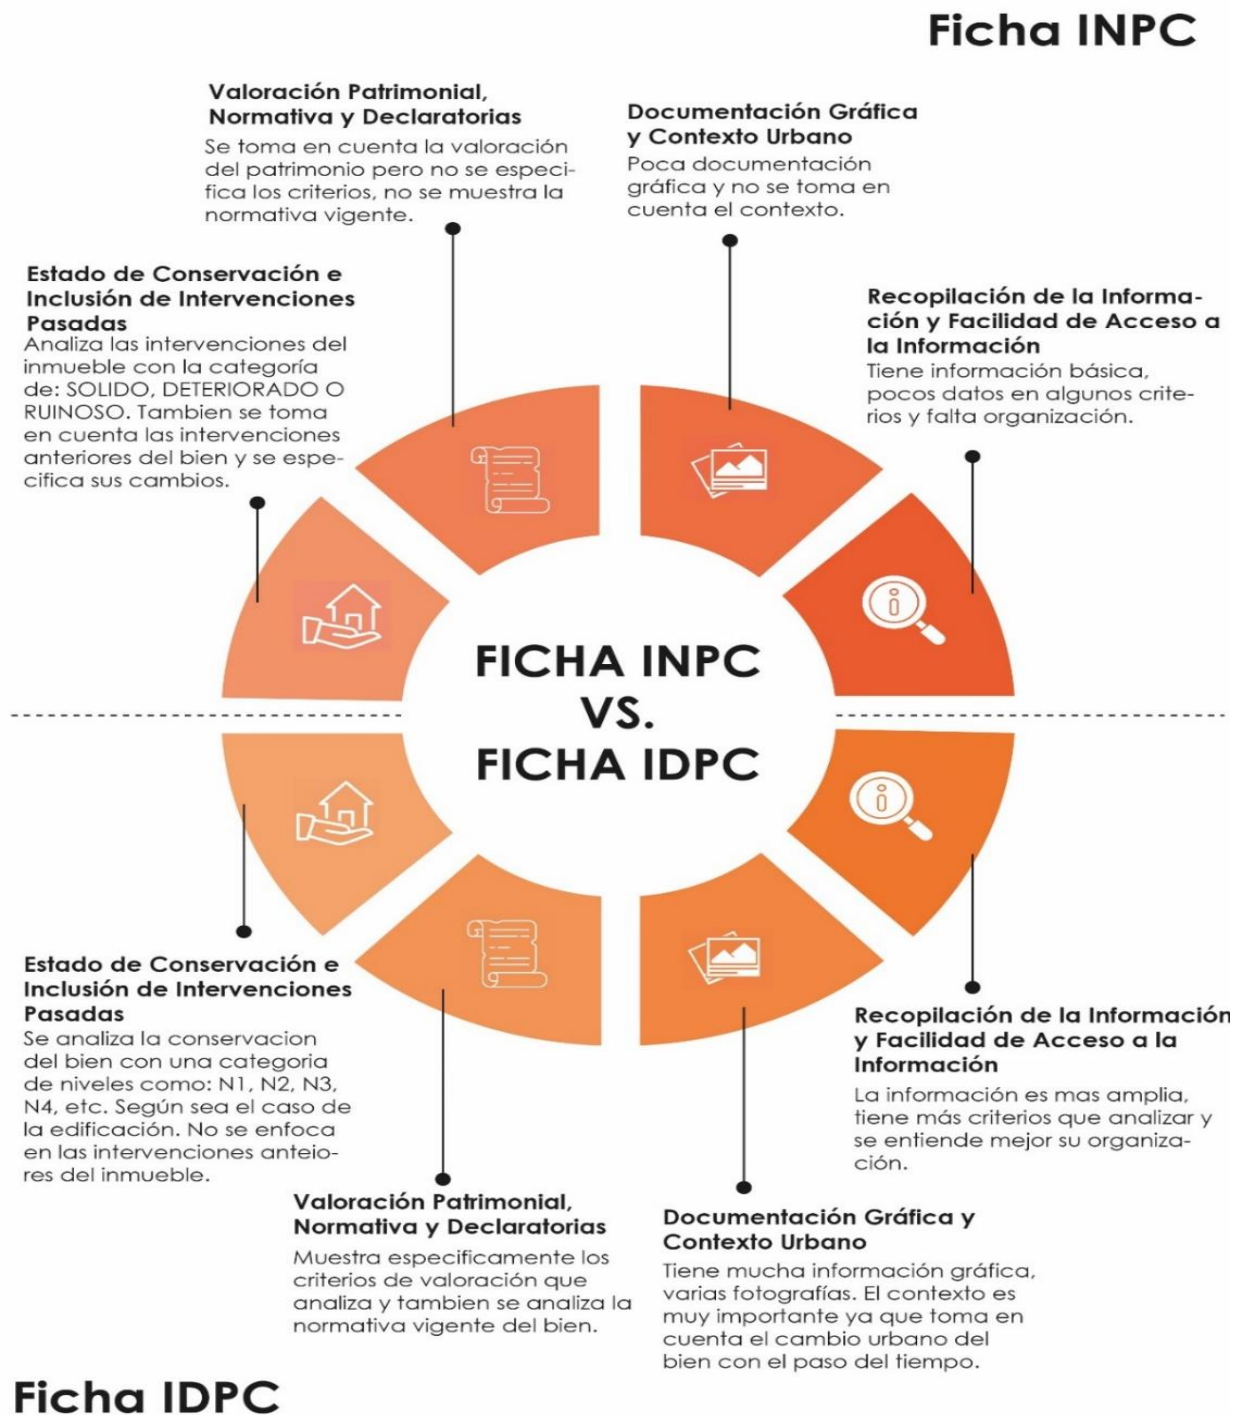 Ficha INPC
Valoración Patrimonial,
Normativa y Declaratorias
Se toma en cuenta la valoración
del patrimonio pero no se especi-
fica los criterios, no se muestra la
normativa vigente.
Documentación Gráfica
y Contexto Urbano
Poca documentación
gráfica y no se toma en
cuenta el contexto.
Estado de Conservación e
Inclusión de Intervenciones
Pasadas
Analiza las intervenciones del
inmueble con la categoría
de: SOLIDO, DETERIORADO O
RUINOSO. Tambien se toma
en cuenta las intervenciones
anteriores del bien y se espe-
cifica sus cambios.
Recopilación de la Informa-
ción y Facilidad de Acceso a
la Información
Tiene información básica,
pocos datos en algunos crite-
rios y falta organización.
FICHA INPC
VS.
FICHA IDPC
Estado de Conservación e
Inclusión de Intervenciones
Pasadas
Se analiza la conservacion
del bien con una categoria
de niveles como: N1, N2, N3,
N4, etc. Según sea el caso de
la edificación. No se enfoca
en las intervenciones anteio-
res del inmueble.
Valoración Patrimonial,
Normativa y Declaratorias
Muestra especificamente los
criterios de valoración que
analiza y tambien se analiza la
normativa vigente del bien.
Documentación Gráfica y
Contexto Urbano
Tiene mucha información gráfica,
varias fotografías. El contexto es
muy importante ya que toma en
cuenta el cambio urbano del
bien con el paso del tiempo.
Recopilación de la Información
y Facilidad de Acceso a la
Información
La información es mas amplia,
tiene más criterios que analizar y
se entiende mejor su organiza-
ción.
Ficha IDPC